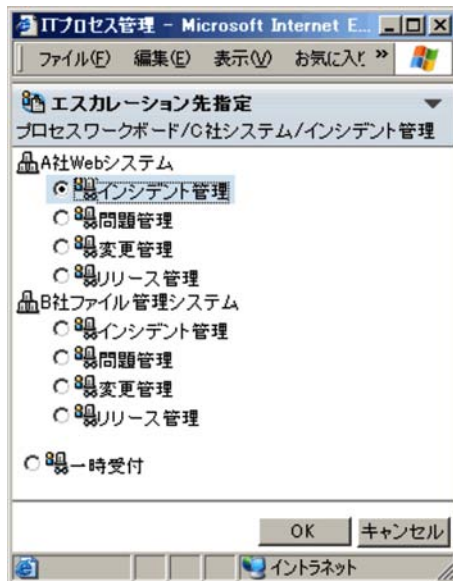 ITプロセス管理 - Microsoft Internet E...
ファイル(F) 編集(E) 表示(V) お気に入り »
エスカレーション先指定
プロセスワークボード/C社システム/インシデント管理
A社Webシステム
インシデント管理
問題管理
変更管理
リリース管理
B社ファイル管理システム
インシデント管理
問題管理
変更管理
リリース管理
一時受付
OK キャンセル
イントラネット